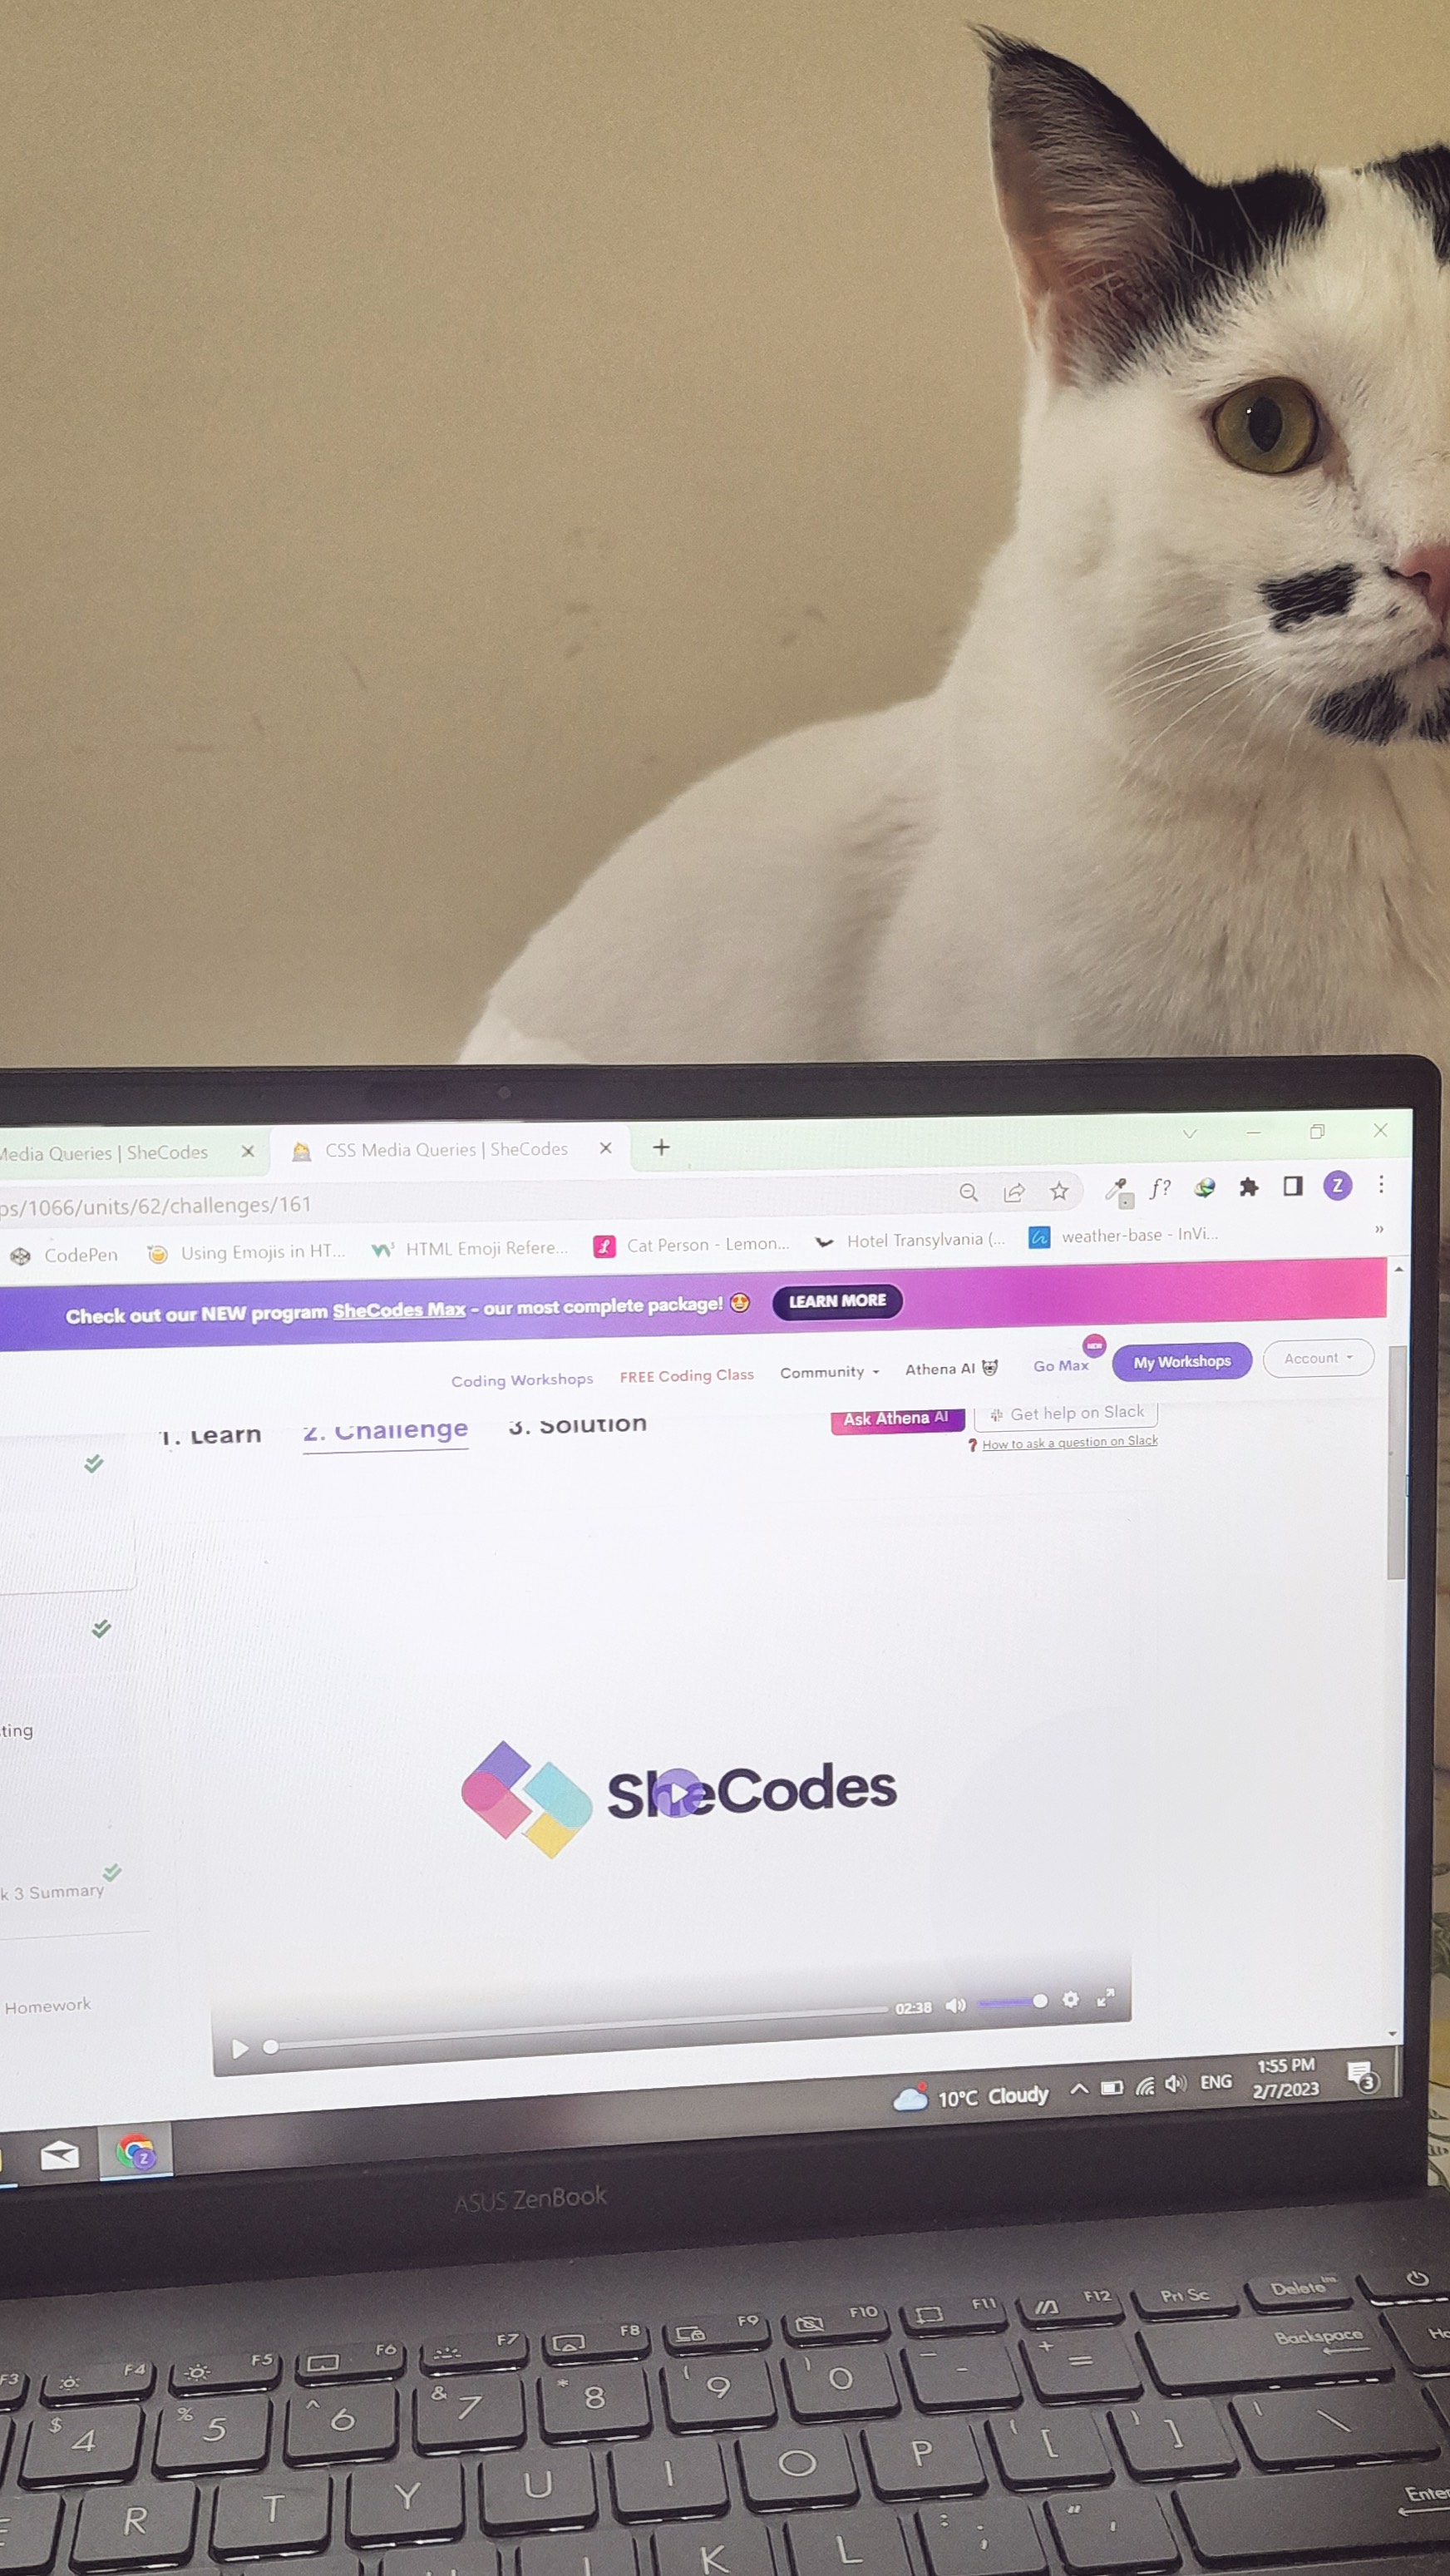 Media Queries | SheCodes
CSS Media Queries | SheCodes
ps/1066/units/62/challenges/161
f?
Z
CodePen
Using Emojis in HT...
HTML Emoji Refere...
Cat Person - Lemon...
Hotel Transylvania (...
weather-base - InVi...
»
Check out our NEW program SheCodes Max - our most complete package!
LEARN MORE
Coding Workshops
FREE Coding Class
Community
Athena AI
Go Max
NEW
My Workshops
Account
1. Learn
2. Challenge
3. Solution
Ask Athena AI
Get help on Slack
? How to ask a question on Slack
ting
SheCodes
k 3 Summary
Homework
02:38
10°C Cloudy
ENG
1:55 PM
2/7/2023
3
Z
ASUS ZenBook
F3
F4
F5
F6
F7
F8
F9
F10
F11
F12
Prt Sc
Delete
$ 4
% 5
^ 6
& 7
* 8
( 9
) 0
_ -
+ =
Backspace
R
T
Y
U
I
O
P
[
]
\
Enter
K
L
: ;
" '